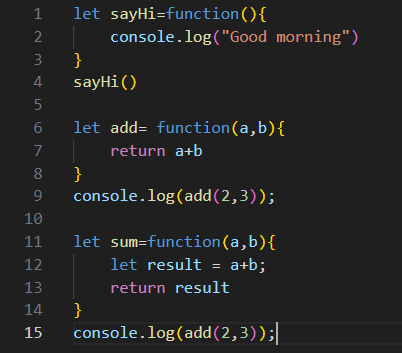 1 let sayHi=function(){
2     console.log("Good morning")
3 }
4 sayHi()
5
6 let add= function(a,b){
7     return a+b
8 }
9 console.log(add(2,3));
10
11 let sum=function(a,b){
12     let result = a+b;
13     return result
14 }
15 console.log(add(2,3));